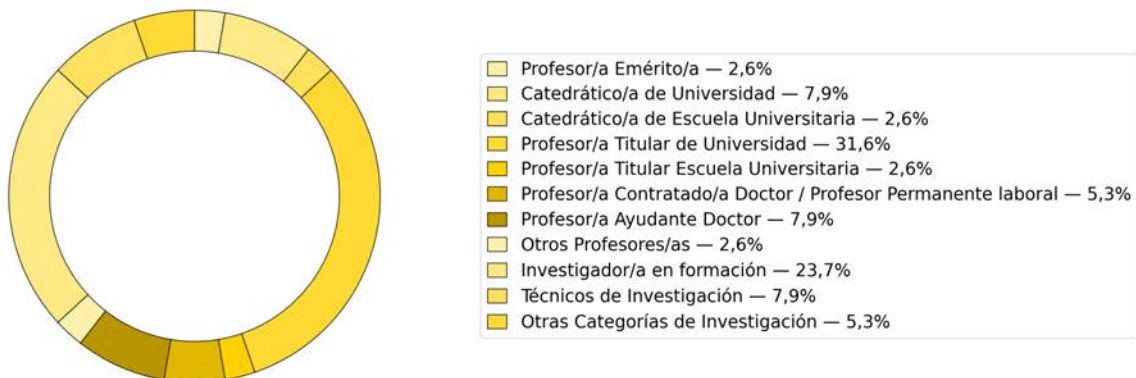 Profesor/a Emérito/a — 2,6%
Catedrático/a de Universidad — 7,9%
Catedrático/a de Escuela Universitaria — 2,6%
Profesor/a Titular de Universidad — 31,6%
Profesor/a Titular Escuela Universitaria — 2,6%
Profesor/a Contratado/a Doctor / Profesor Permanente laboral — 5,3%
Profesor/a Ayudante Doctor — 7,9%
Otros Profesores/as — 2,6%
Investigador/a en formación — 23,7%
Técnicos de Investigación — 7,9%
Otras Categorías de Investigación — 5,3%